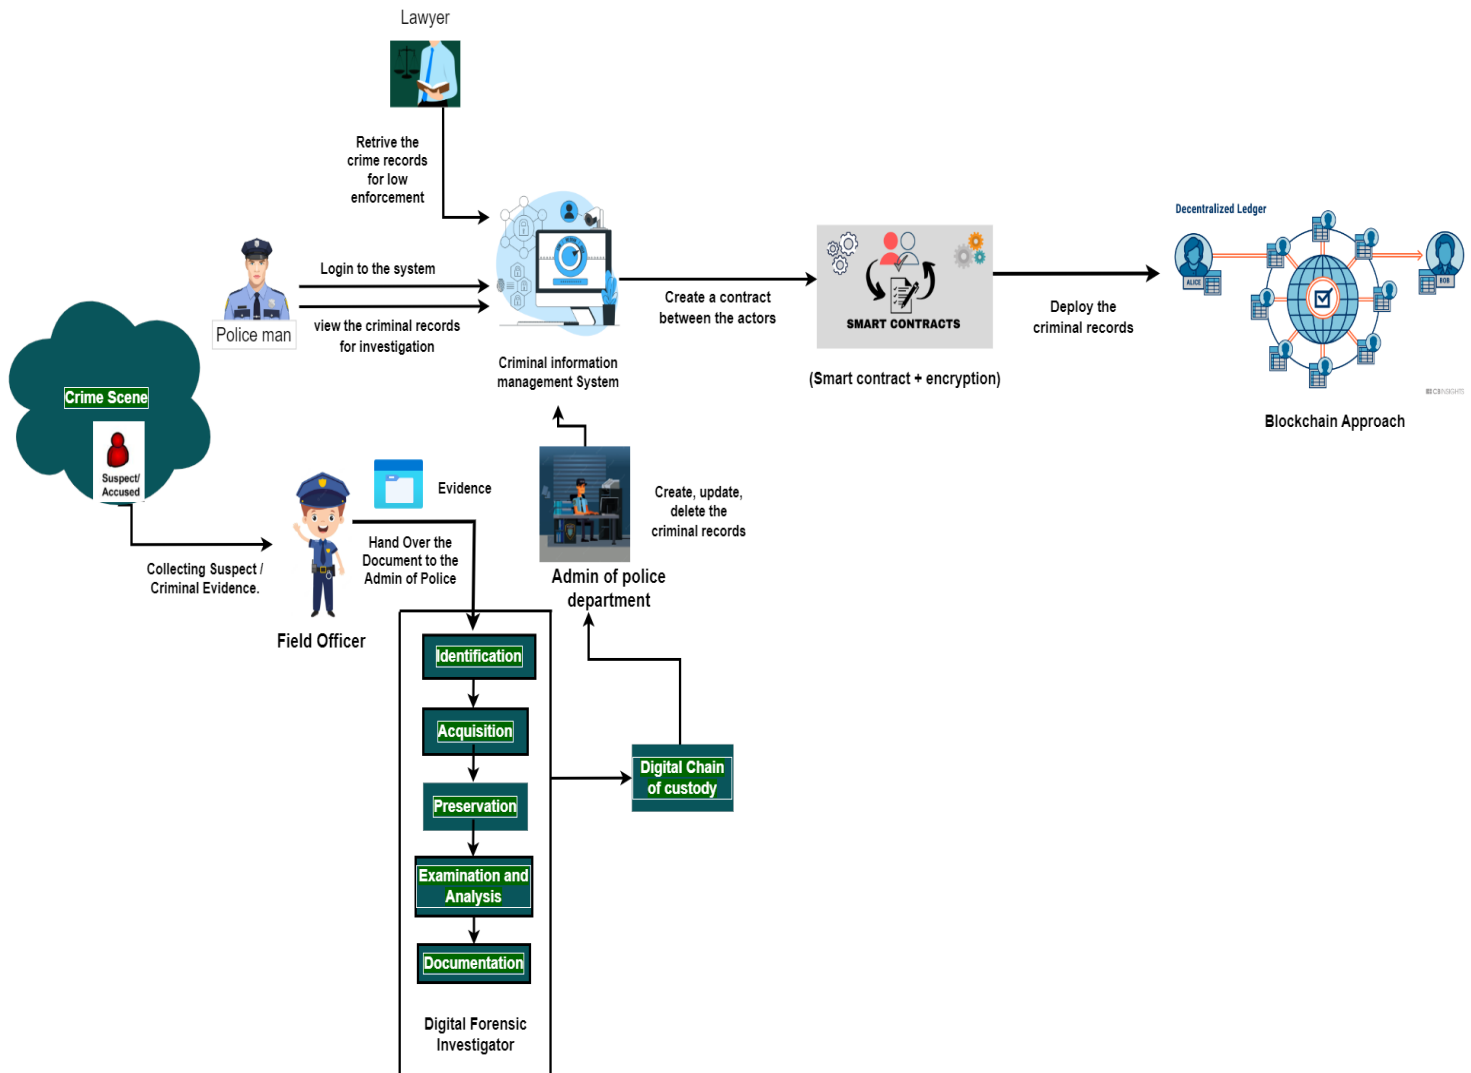 Lawyer
Retrive the
crime records
for low
enforcement
Decentralized Ledger
ALICE
BOB
Login to the system
view the criminal records
for investigation
Police man
Create a contract
between the actors
SMART CONTRACTS
Deploy the
criminal records
Criminal information
management System
(Smart contract + encryption)
CBINSIGHTS
Blockchain Approach
Crime Scene
Suspect/
Accused
Evidence
Create, update,
delete the
criminal records
Hand Over the
Document to the
Admin of Police
Collecting Suspect /
Criminal Evidence.
Admin of police
department
Field Officer
Identification
Acquisition
Digital Chain
of custody
Preservation
Examination and
Analysis
Documentation
Digital Forensic
Investigator